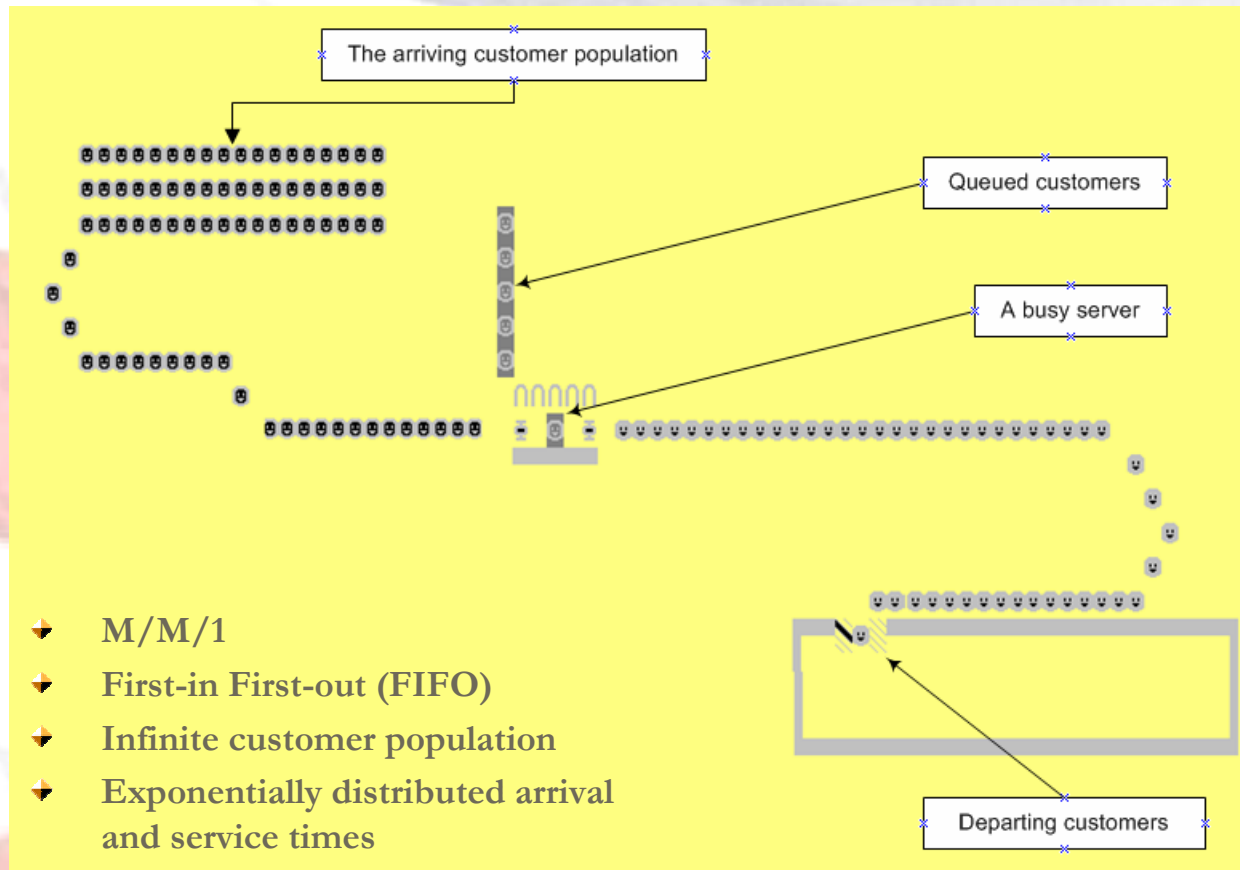 The arriving customer population
Queued customers
A busy server
M/M/1
First-in First-out (FIFO)
Infinite customer population
Exponentially distributed arrival
and service times
Departing customers